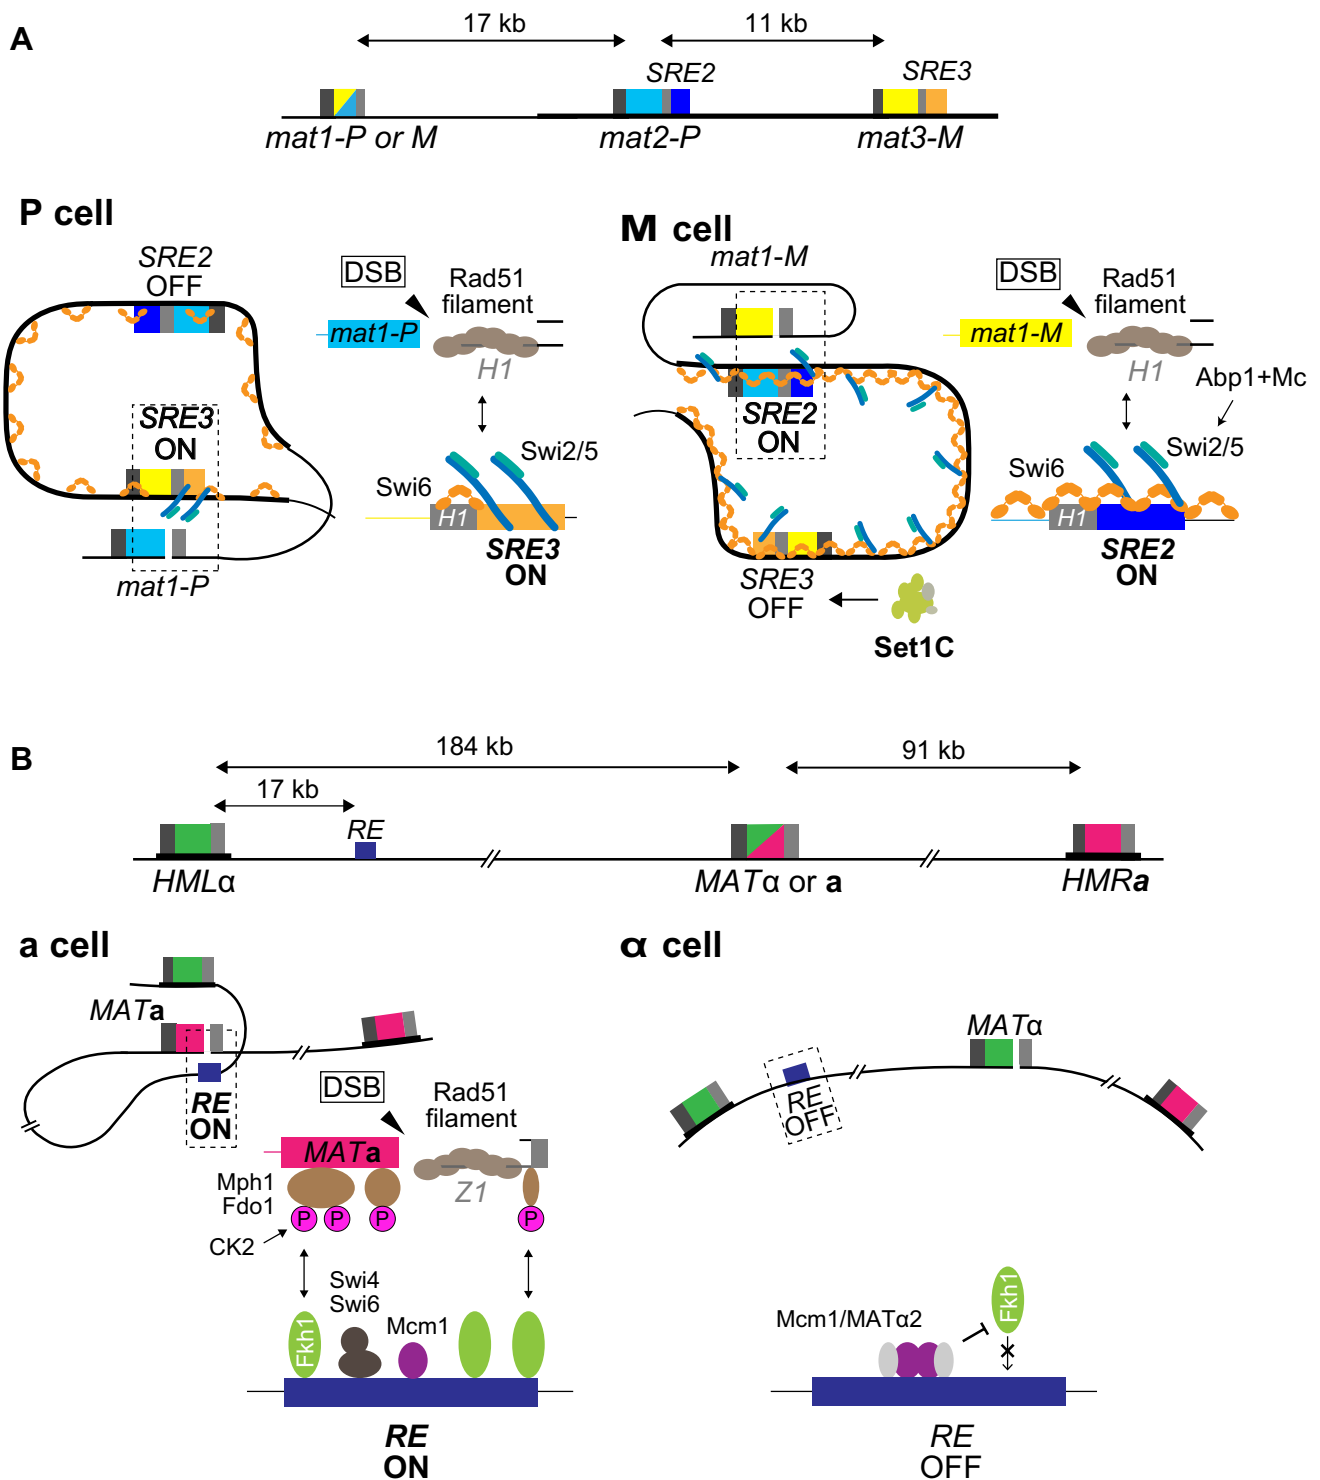 A
17 kb
11 kb
SRE2
SRE3
mat1-P or M
mat2-P
mat3-M
P cell
SRE2
OFF
DSB
Rad51
filament
mat1-P
H1
SRE3
ON
Swi2/5
Swi6
H1
SRE3
ON
mat1-P
M cell
mat1-M
DSB
Rad51
filament
mat1-M
H1
Abp1+Mc
SRE2
ON
Swi2/5
Swi6
H1
SRE2
ON
SRE3
OFF
Set1C
B
184 kb
91 kb
17 kb
RE
HMLα
MATα or a
HMRa
a cell
MATa
RE
ON
DSB
Rad51
filament
MATa
Z1
Mph1
Fdo1
P
P
P
P
CK2
Swi4
Swi6
Fkh1
Mcm1
RE
ON
α cell
MATα
RE
OFF
Fkh1
Mcm1/MATα2
RE
OFF